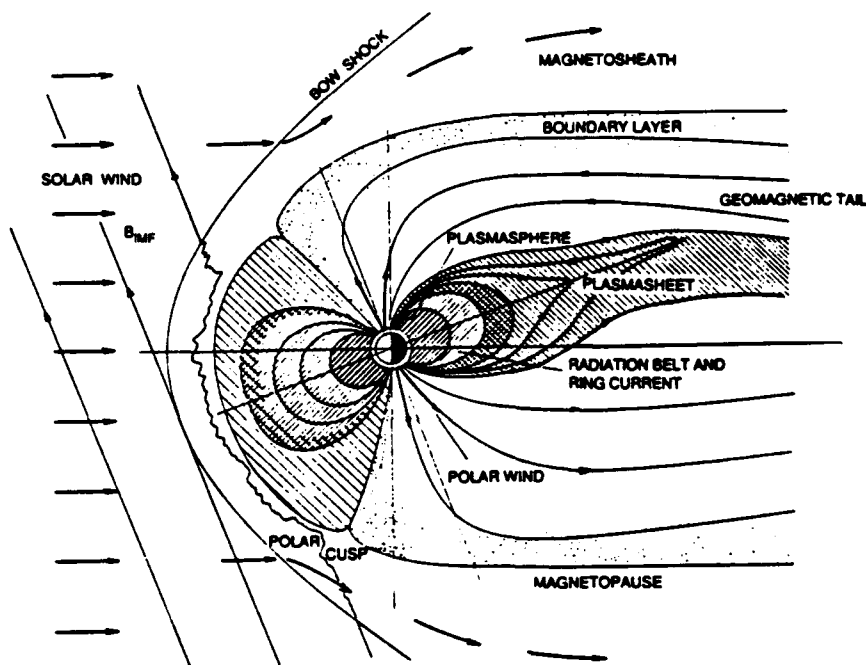 BOW SHOCK
MAGNETOSHEATH
BOUNDARY LAYER
SOLAR WIND
GEOMAGNETIC TAIL
B_IMF
PLASMASPHERE
PLASMASHEET
RADIATION BELT AND
RING CURRENT
POLAR WIND
POLAR CUSP
MAGNETOPAUSE